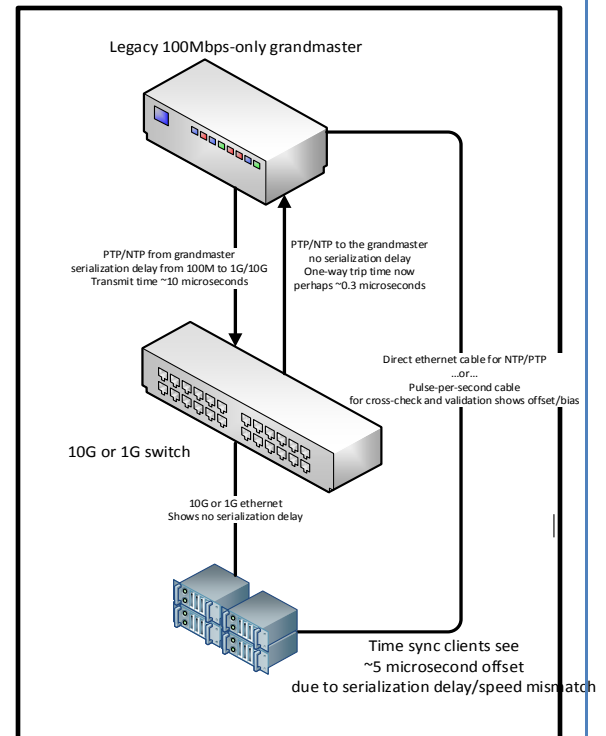 Legacy 100Mbps-only grandmaster
PTP/NTP from grandmaster
serialization delay from 100M to 1G/10G
Transmit time ~10 microseconds
PTP/NTP to the grandmaster
no serialization delay
One-way trip time now
perhaps ~0.3 microseconds
Direct ethernet cable for NTP/PTP
...or...
Pulse-per-second cable
for cross-check and validation shows offset/bias
10G or 1G switch
10G or 1G ethernet
Shows no serialization delay
Time sync clients see
~5 microsecond offset
due to serialization delay/speed mismatch